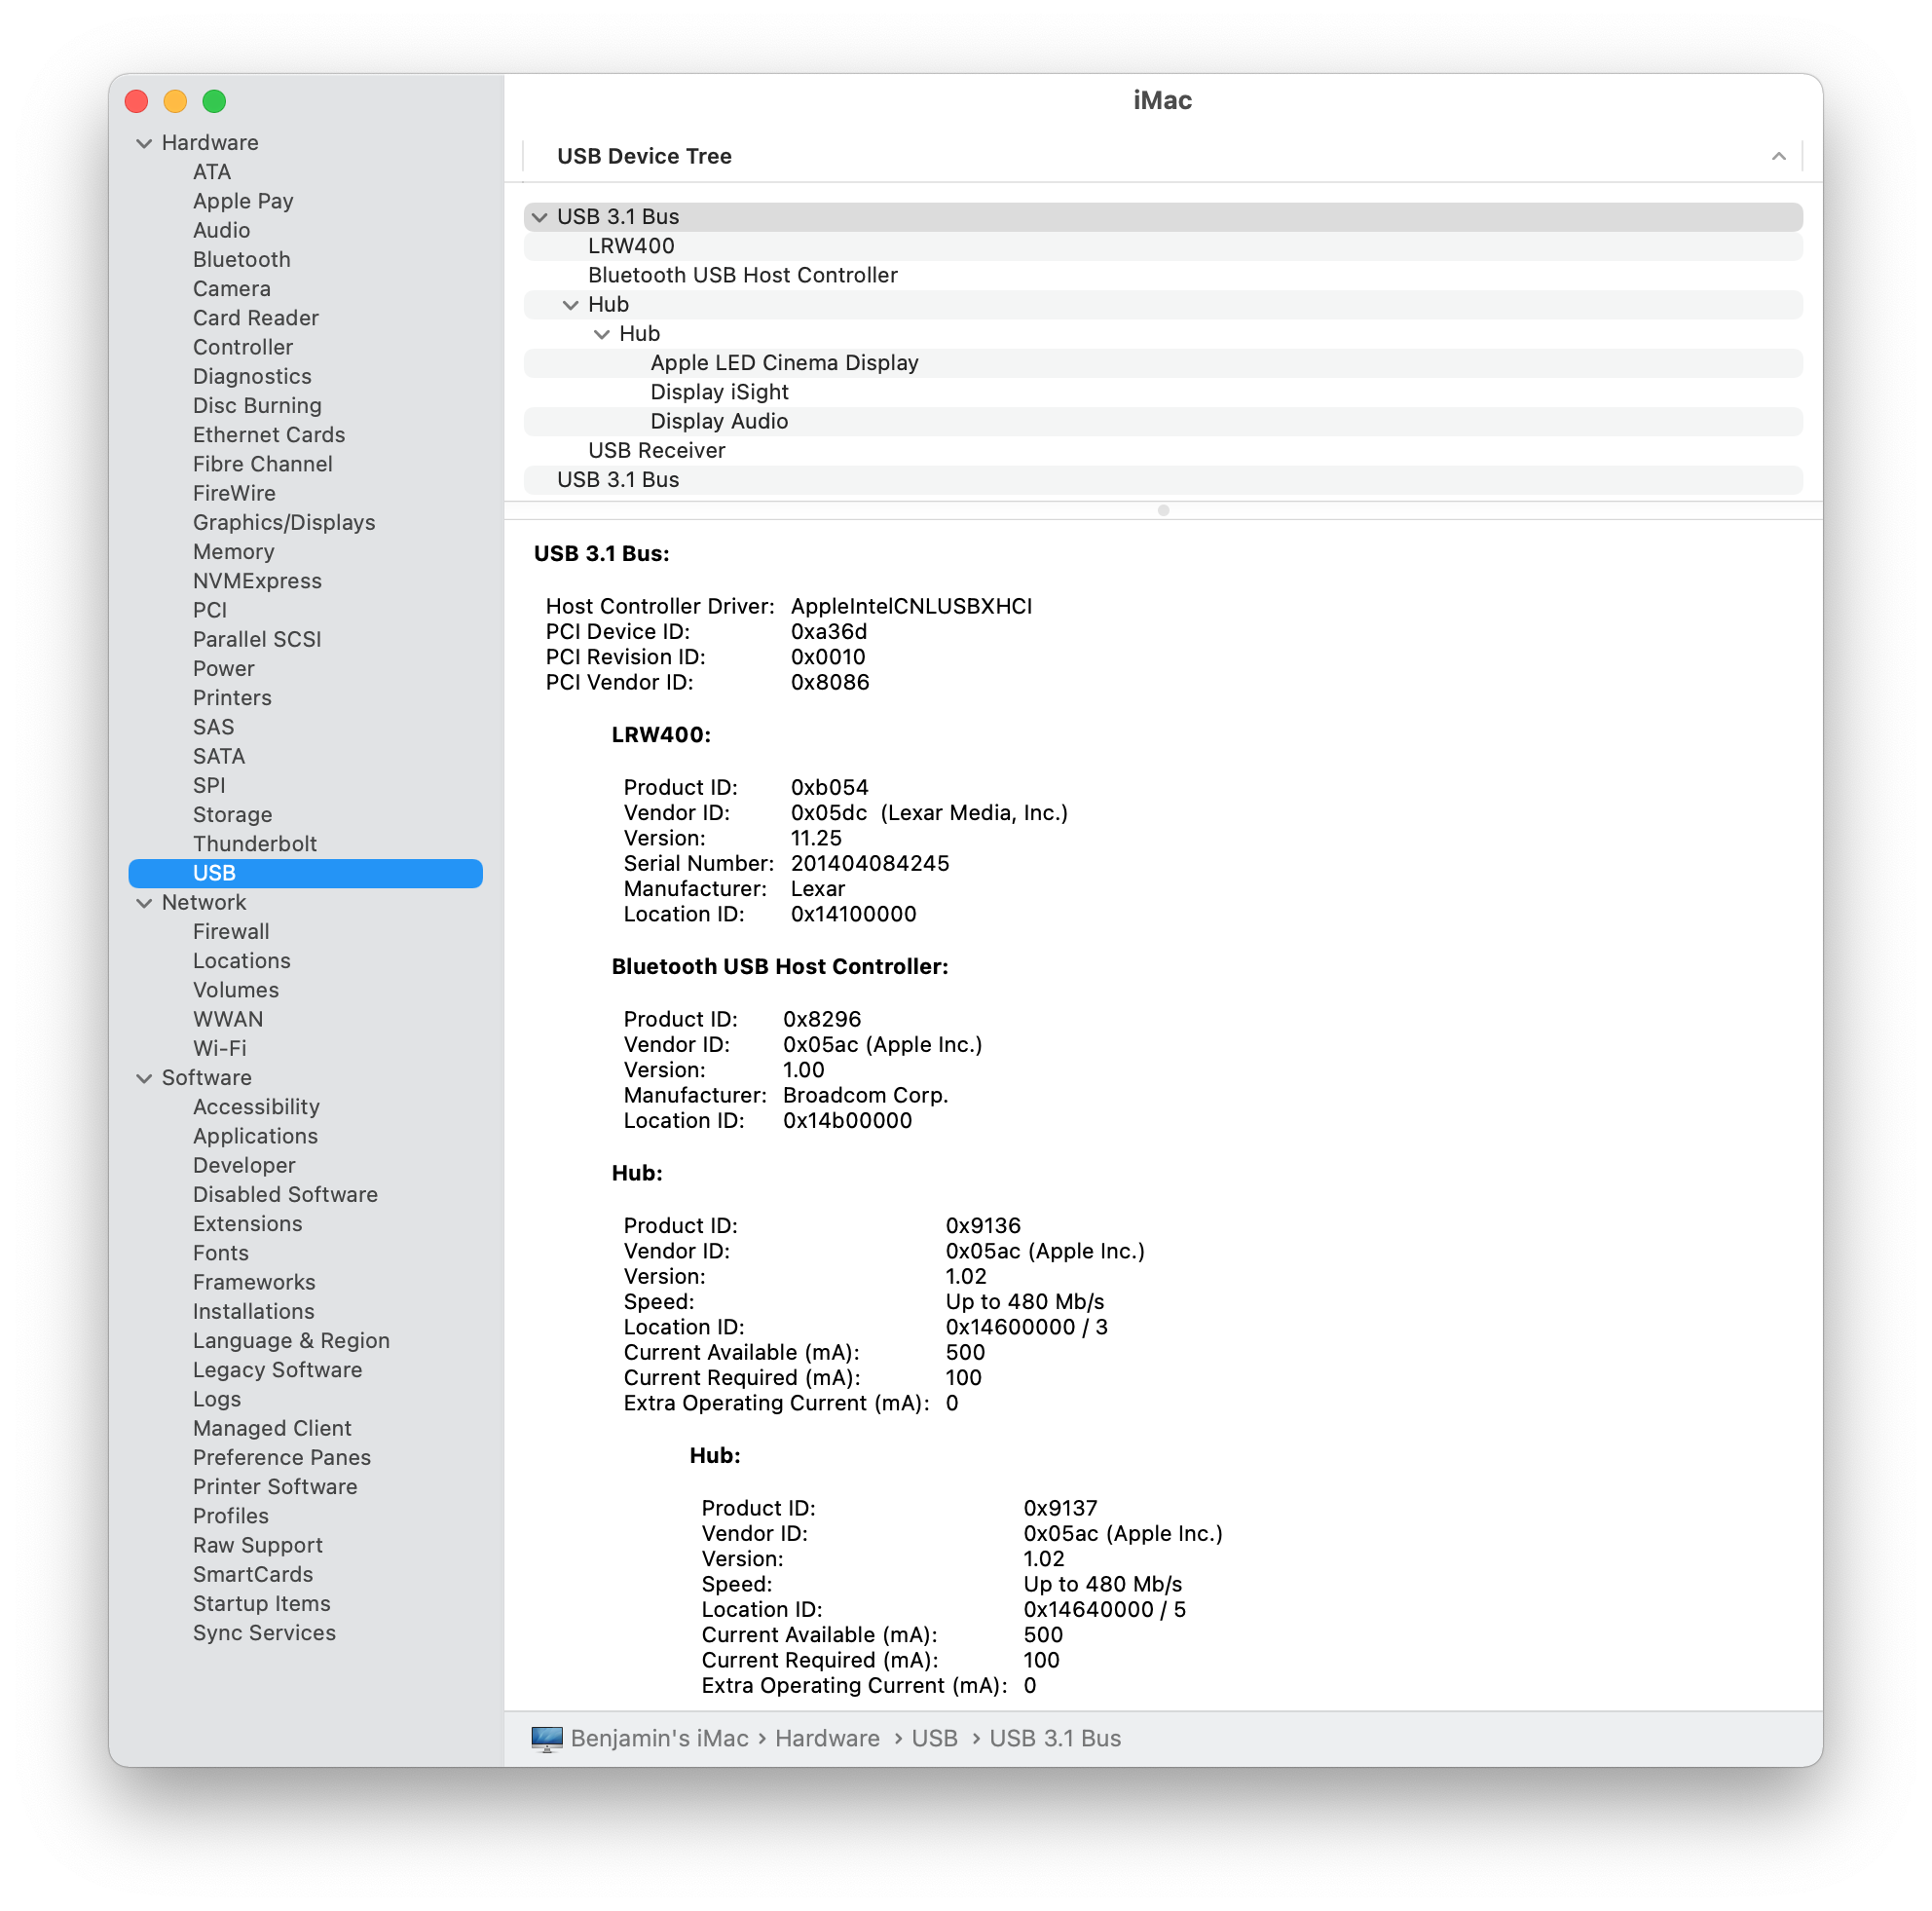 iMac
Hardware
ATA
Apple Pay
Audio
Bluetooth
Camera
Card Reader
Controller
Diagnostics
Disc Burning
Ethernet Cards
Fibre Channel
FireWire
Graphics/Displays
Memory
NVMExpress
PCI
Parallel SCSI
Power
Printers
SAS
SATA
SPI
Storage
Thunderbolt
USB
Network
Firewall
Locations
Volumes
WWAN
Wi-Fi
Software
Accessibility
Applications
Developer
Disabled Software
Extensions
Fonts
Frameworks
Installations
Language & Region
Legacy Software
Logs
Managed Client
Preference Panes
Printer Software
Profiles
Raw Support
SmartCards
Startup Items
Sync Services
USB Device Tree
USB 3.1 Bus
LRW400
Bluetooth USB Host Controller
Hub
Hub
Apple LED Cinema Display
Display iSight
Display Audio
USB Receiver
USB 3.1 Bus
USB 3.1 Bus:
Host Controller Driver: AppleIntelCNLUSBXHCI
PCI Device ID: 0xa36d
PCI Revision ID: 0x0010
PCI Vendor ID: 0x8086
LRW400:
Product ID: 0xb054
Vendor ID: 0x05dc (Lexar Media, Inc.)
Version: 11.25
Serial Number: 201404084245
Manufacturer: Lexar
Location ID: 0x14100000
Bluetooth USB Host Controller:
Product ID: 0x8296
Vendor ID: 0x05ac (Apple Inc.)
Version: 1.00
Manufacturer: Broadcom Corp.
Location ID: 0x14b00000
Hub:
Product ID: 0x9136
Vendor ID: 0x05ac (Apple Inc.)
Version: 1.02
Speed: Up to 480 Mb/s
Location ID: 0x14600000 / 3
Current Available (mA): 500
Current Required (mA): 100
Extra Operating Current (mA): 0
Hub:
Product ID: 0x9137
Vendor ID: 0x05ac (Apple Inc.)
Version: 1.02
Speed: Up to 480 Mb/s
Location ID: 0x14640000 / 5
Current Available (mA): 500
Current Required (mA): 100
Extra Operating Current (mA): 0
Benjamin's iMac › Hardware › USB › USB 3.1 Bus